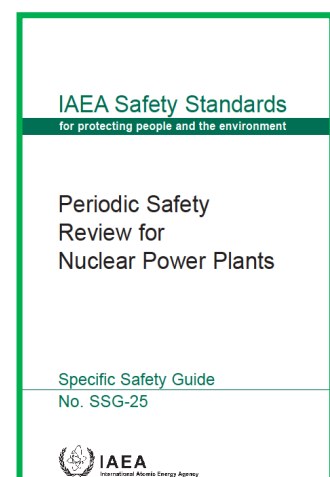 IAEA Safety Standards
for protecting people and the environment
Periodic Safety
Review for
Nuclear Power Plants
Specific Safety Guide
No. SSG-25
IAEA
International Atomic Energy Agency